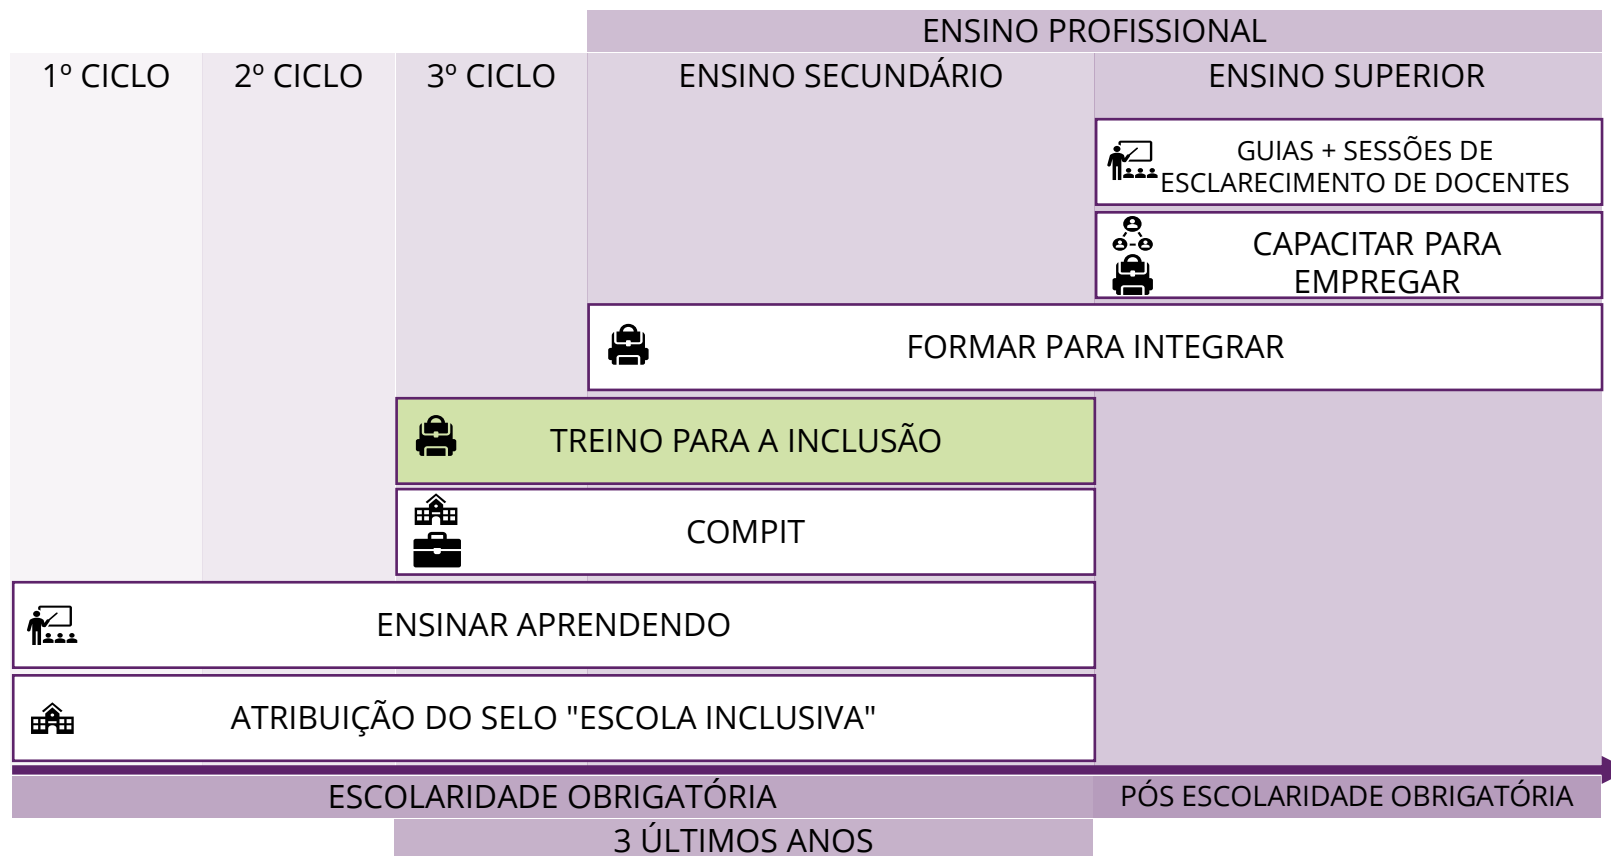 ENSINO PROFISSIONAL
1º CICLO
2º CICLO
3º CICLO
ENSINO SECUNDÁRIO
ENSINO SUPERIOR
GUIAS + SESSÕES DE
ESCLARECIMENTO DE DOCENTES
CAPACITAR PARA
EMPREGAR
FORMAR PARA INTEGRAR
TREINO PARA A INCLUSÃO
COMPIT
ENSINAR APRENDENDO
ATRIBUIÇÃO DO SELO "ESCOLA INCLUSIVA"
ESCOLARIDADE OBRIGATÓRIA
PÓS ESCOLARIDADE OBRIGATÓRIA
3 ÚLTIMOS ANOS